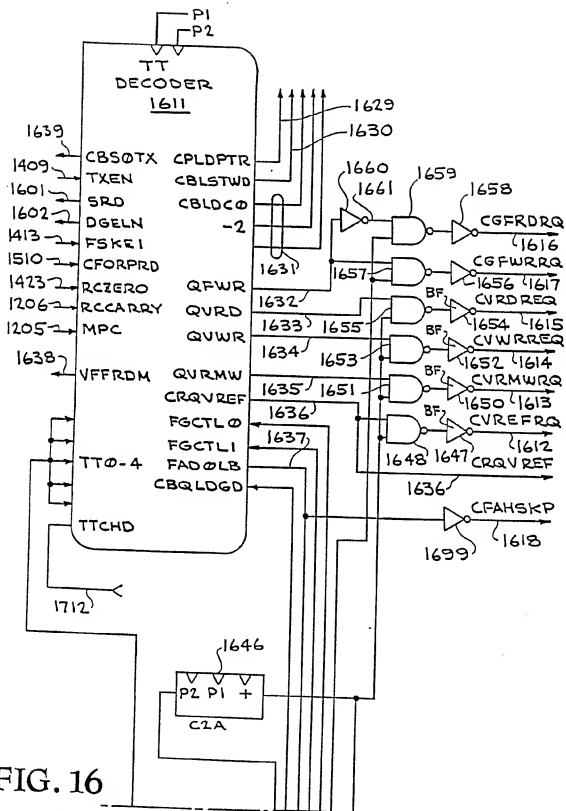 P1
P2
TT
DECODER
1611
1639
CBSØTX
1409
TXEN
1601
SRD
1602
DGELN
1413
FSKEI
1510
CFORPRD
1423
RCZERO
1206
RCCARRY
1205
MPC
1638
VFFRDM
TTØ-4
TTCHD
1712
CPLDPTR
CBLSTWD
CBLDCØ
-2
QFWR
QVRD
QVWR
QVRMW
CRQVREF
FGCTLØ
FGCTL1
FADØLB
CBQLDGD
1629
1630
1631
1632
1633
1634
1635
1636
1637
1660
1661
1659
1658
CGFRDRQ
1616
1657
1656
CGFWRRQ
1617
1655
BF
1654
CVRDREQ
1615
1653
BF
1652
CVWRREQ
1614
1651
BF
1650
CVRMWRQ
1613
1648
BF
1647
CVREFRQ
1612
CRQVREF
1636
CFAHSKP
1699
1618
1646
P2 P1 +
C2A
FIG. 16